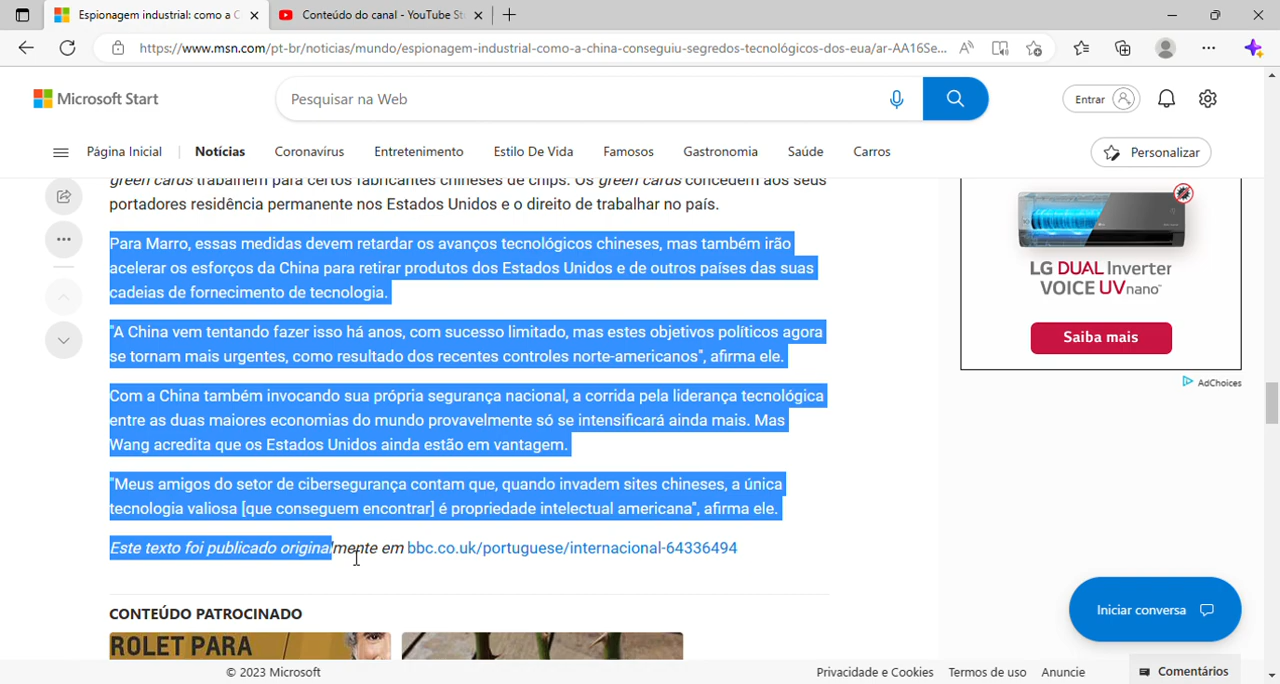 Espionagem industrial: como a C
Conteúdo do canal - YouTube St
https://www.msn.com/pt-br/noticias/mundo/espionagem-industrial-como-a-china-conseguiu-segredos-tecnológicos-dos-eua/ar-AA16Se...
Microsoft Start
Pesquisar na Web
Entrar
Página Inicial
Notícias
Coronavírus
Entretenimento
Estilo De Vida
Famosos
Gastronomia
Saúde
Carros
Personalizar
green cards trabalhem para certos fabricantes chineses de chips. Os green cards concedem aos seus
portadores residência permanente nos Estados Unidos e o direito de trabalhar no país.
Para Marro, essas medidas devem retardar os avanços tecnológicos chineses, mas também irão
acelerar os esforços da China para retirar produtos dos Estados Unidos e de outros países das suas
cadeias de fornecimento de tecnologia.
"A China vem tentando fazer isso há anos, com sucesso limitado, mas estes objetivos políticos agora
se tornam mais urgentes, como resultado dos recentes controles norte-americanos", afirma ele.
Com a China também invocando sua própria segurança nacional, a corrida pela liderança tecnológica
entre as duas maiores economias do mundo provavelmente só se intensificará ainda mais. Mas
Wang acredita que os Estados Unidos ainda estão em vantagem.
"Meus amigos do setor de cibersegurança contam que, quando invadem sites chineses, a única
tecnologia valiosa [que conseguem encontrar] é propriedade intelectual americana", afirma ele.
Este texto foi publicado originalmente em bbc.co.uk/portuguese/internacional-64336494
LG DUAL Inverter
VOICE UVnano™
Saiba mais
AdChoices
Iniciar conversa
CONTEÚDO PATROCINADO
ROLET PARA
© 2023 Microsoft
Privacidade e Cookies
Termos de uso
Anuncie
Comentários